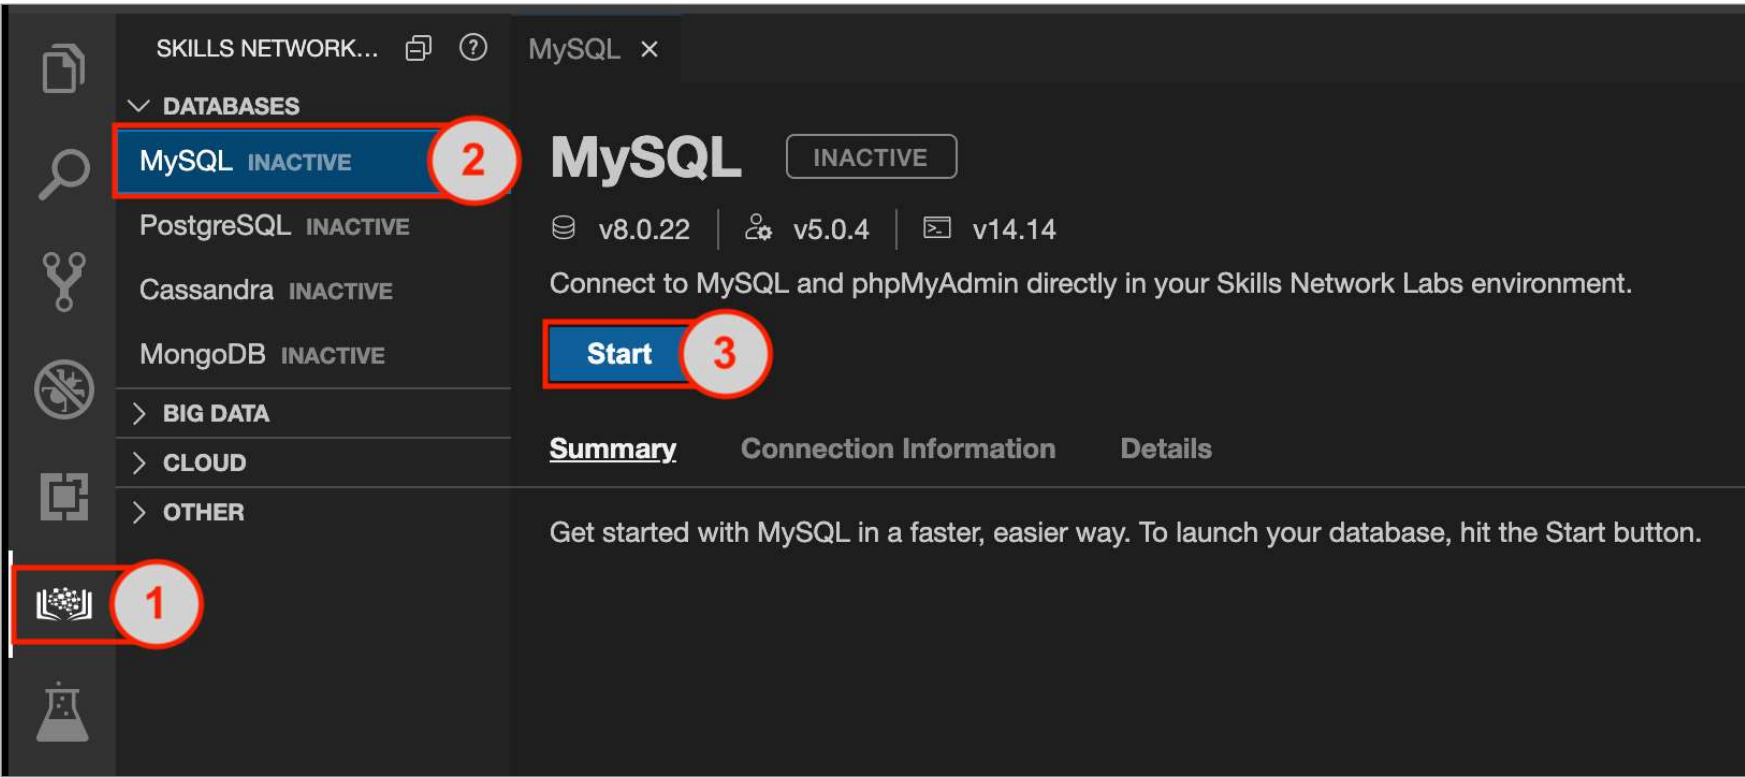 SKILLS NETWORK...
MySQL
DATABASES
MySQL INACTIVE
2
PostgreSQL INACTIVE
Cassandra INACTIVE
MongoDB INACTIVE
BIG DATA
CLOUD
OTHER
1
MySQL INACTIVE
v8.0.22 v5.0.4 v14.14
Connect to MySQL and phpMyAdmin directly in your Skills Network Labs environment.
Start
3
Summary Connection Information Details
Get started with MySQL in a faster, easier way. To launch your database, hit the Start button.